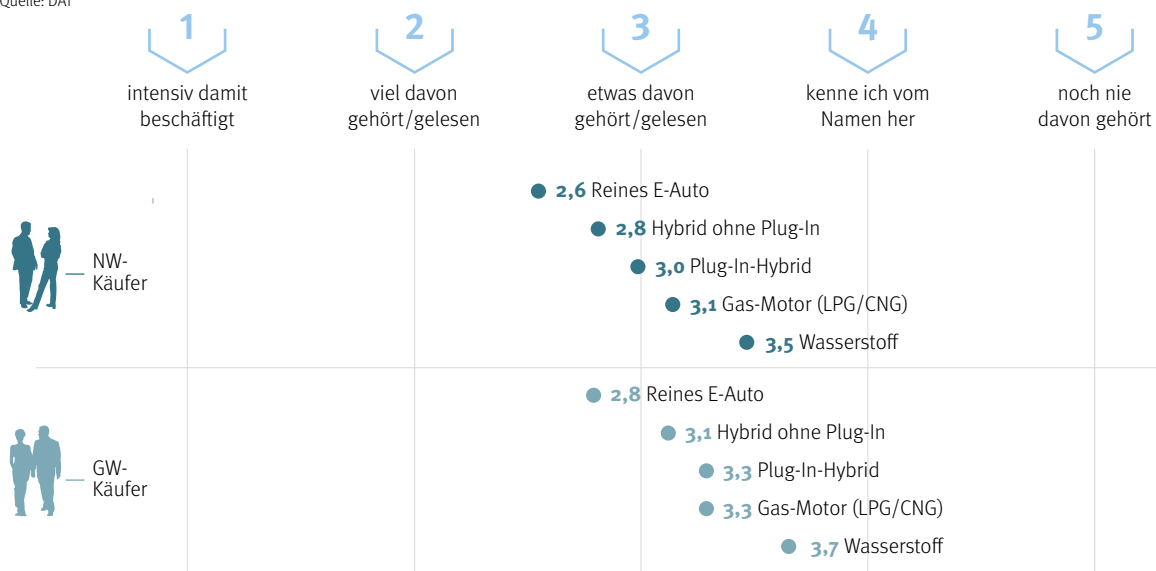 Quelle: DAT
1
2
3
4
5
intensiv damit
beschäftigt
viel davon
gehört/gelesen
etwas davon
gehört/gelesen
kenne ich vom
Namen her
noch nie
davon gehört
NW-
Käufer
2,6 Reines E-Auto
2,8 Hybrid ohne Plug-In
3,0 Plug-In-Hybrid
3,1 Gas-Motor (LPG/CNG)
3,5 Wasserstoff
GW-
Käufer
2,8 Reines E-Auto
3,1 Hybrid ohne Plug-In
3,3 Plug-In-Hybrid
3,3 Gas-Motor (LPG/CNG)
3,7 Wasserstoff